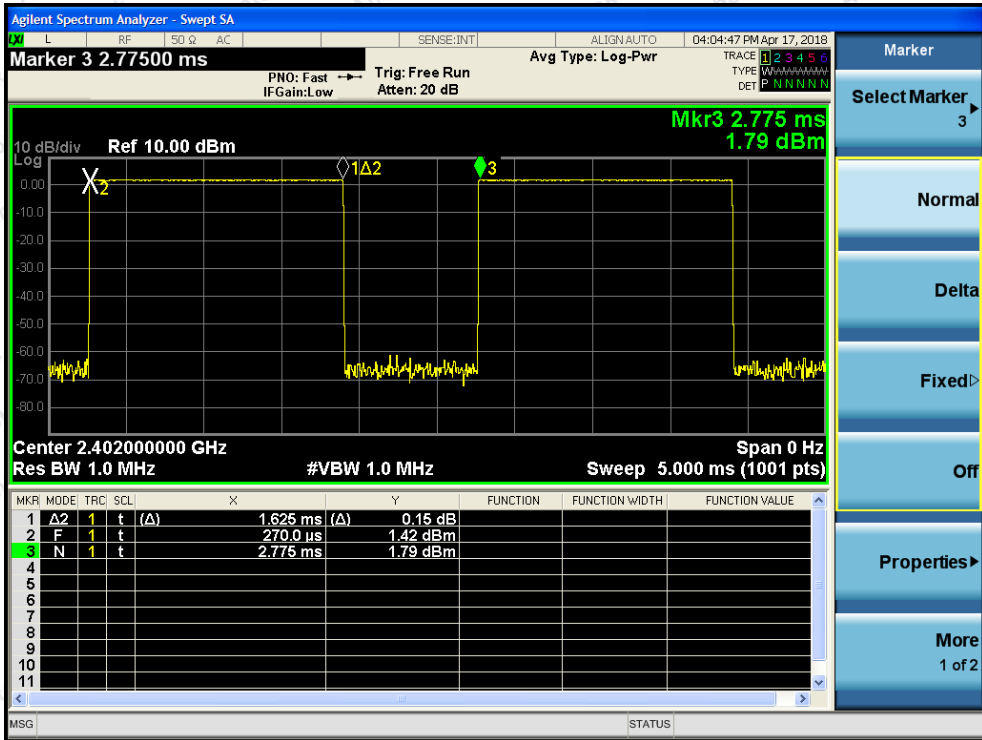 Agilent Spectrum Analyzer - Swept SA
LXI L RF 50 Ω AC SENSE:INT ALIGN AUTO 04:04:47 PM Apr 17, 2018
Marker 3 2.77500 ms
PNO: Fast
IFGain:Low
Trig: Free Run
Atten: 20 dB
Avg Type: Log-Pwr
TRACE 1 2 3 4 5 6
TYPE WWWWWW
DET P N N N N N
Mkr3 2.775 ms
1.79 dBm
10 dB/div Ref 10.00 dBm
Log
1Δ2
3
2
0.00
-10.0
-20.0
-30.0
-40.0
-50.0
-60.0
-70.0
-80.0
Center 2.402000000 GHz Span 0 Hz
Res BW 1.0 MHz #VBW 1.0 MHz Sweep 5.000 ms (1001 pts)
MKR MODE TRC SCL X Y FUNCTION FUNCTION WIDTH FUNCTION VALUE
1 Δ2 1 t (Δ) 1.625 ms (Δ) 0.15 dB
2 F 1 t 270.0 µs 1.42 dBm
3 N 1 t 2.775 ms 1.79 dBm
4
5
6
7
8
9
10
11
MSG STATUS
Marker
Select Marker
3
Normal
Delta
Fixed
Off
Properties
More
1 of 2